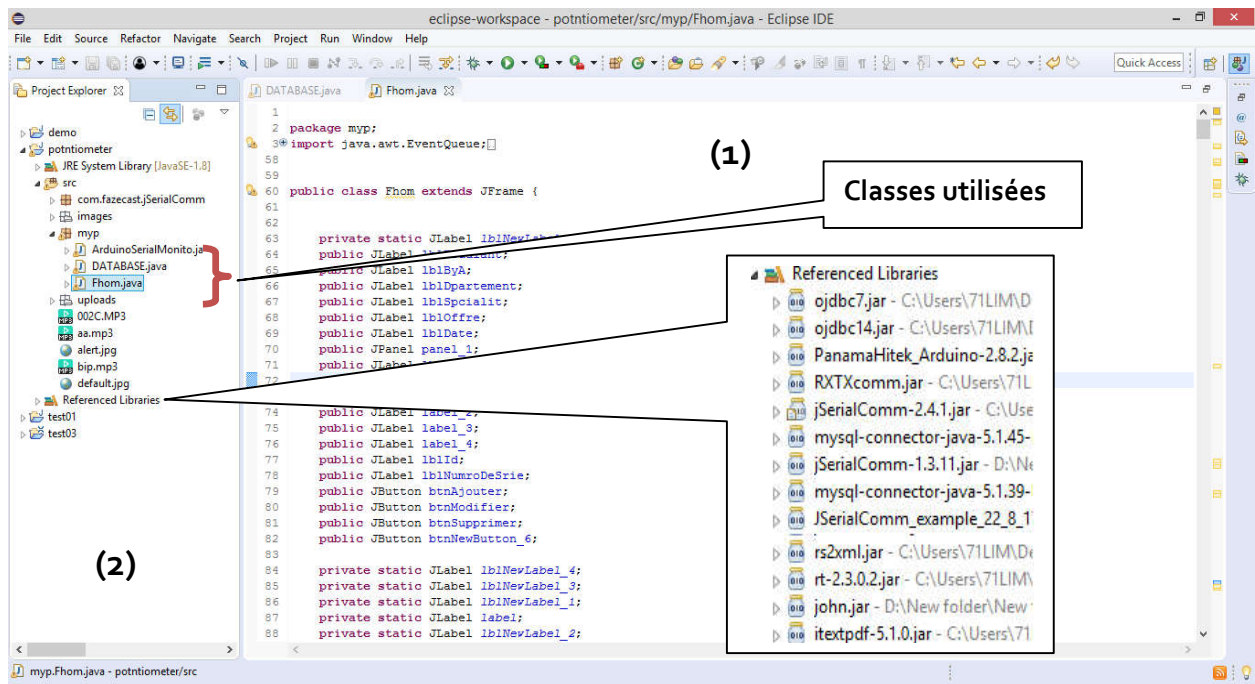 eclipse-workspace - potntiometer/src/myp/Fhom.java - Eclipse IDE
File Edit Source Refactor Navigate Search Project Run Window Help
Quick Access
Project Explorer
demo
potntiometer
JRE System Library [JavaSE-1.8]
src
com.fazecast.jSerialComm
images
myp
ArduinoSerialMonito.ja
DATABASE.java
Fhom.java
uploads
002C.MP3
aa.mp3
alert.jpg
bip.mp3
default.jpg
Referenced Libraries
test01
test03
(2)
DATABASE.java Fhom.java
1
2 package myp;
3 import java.awt.EventQueue;
58
59
60 public class Fhom extends JFrame {
61
62
63 private static JLabel lblNewLabel
64 public JLabel
65 public JLabel lblByA;
66 public JLabel lblDpartement;
67 public JLabel lblSpcialit;
68 public JLabel lblOffre;
69 public JLabel lblDate;
70 public JPanel panel_1;
71 public JLabel
72
74 public JLabel label_2;
75 public JLabel label_3;
76 public JLabel label_4;
77 public JLabel lblId;
78 public JLabel lblNumroDeSrie;
79 public JButton btnAjouter;
80 public JButton btnModifier;
81 public JButton btnSupprimer;
82 public JButton btnNewButton_6;
83
84 private static JLabel lblNewLabel_4;
85 private static JLabel lblNewLabel_3;
86 private static JLabel lblNewLabel_1;
87 private static JLabel label;
88 private static JLabel lblNewLabel_2;
(1)
Classes utilisées
Referenced Libraries
ojdbc7.jar - C:\Users\71LIM\D
ojdbc14.jar - C:\Users\71LIM\
PanamaHitek_Arduino-2.8.2.ja
RXTXcomm.jar - C:\Users\71L
jSerialComm-2.4.1.jar - C:\Use
mysql-connector-java-5.1.45-
jSerialComm-1.3.11.jar - D:\Ne
mysql-connector-java-5.1.39-
JSerialComm_example_22_8_1
rs2xml.jar - C:\Users\71LIM\De
rt-2.3.0.2.jar - C:\Users\71LIM\
john.jar - D:\New folder\New
itextpdf-5.1.0.jar - C:\Users\71
myp.Fhom.java - potntiometer/src